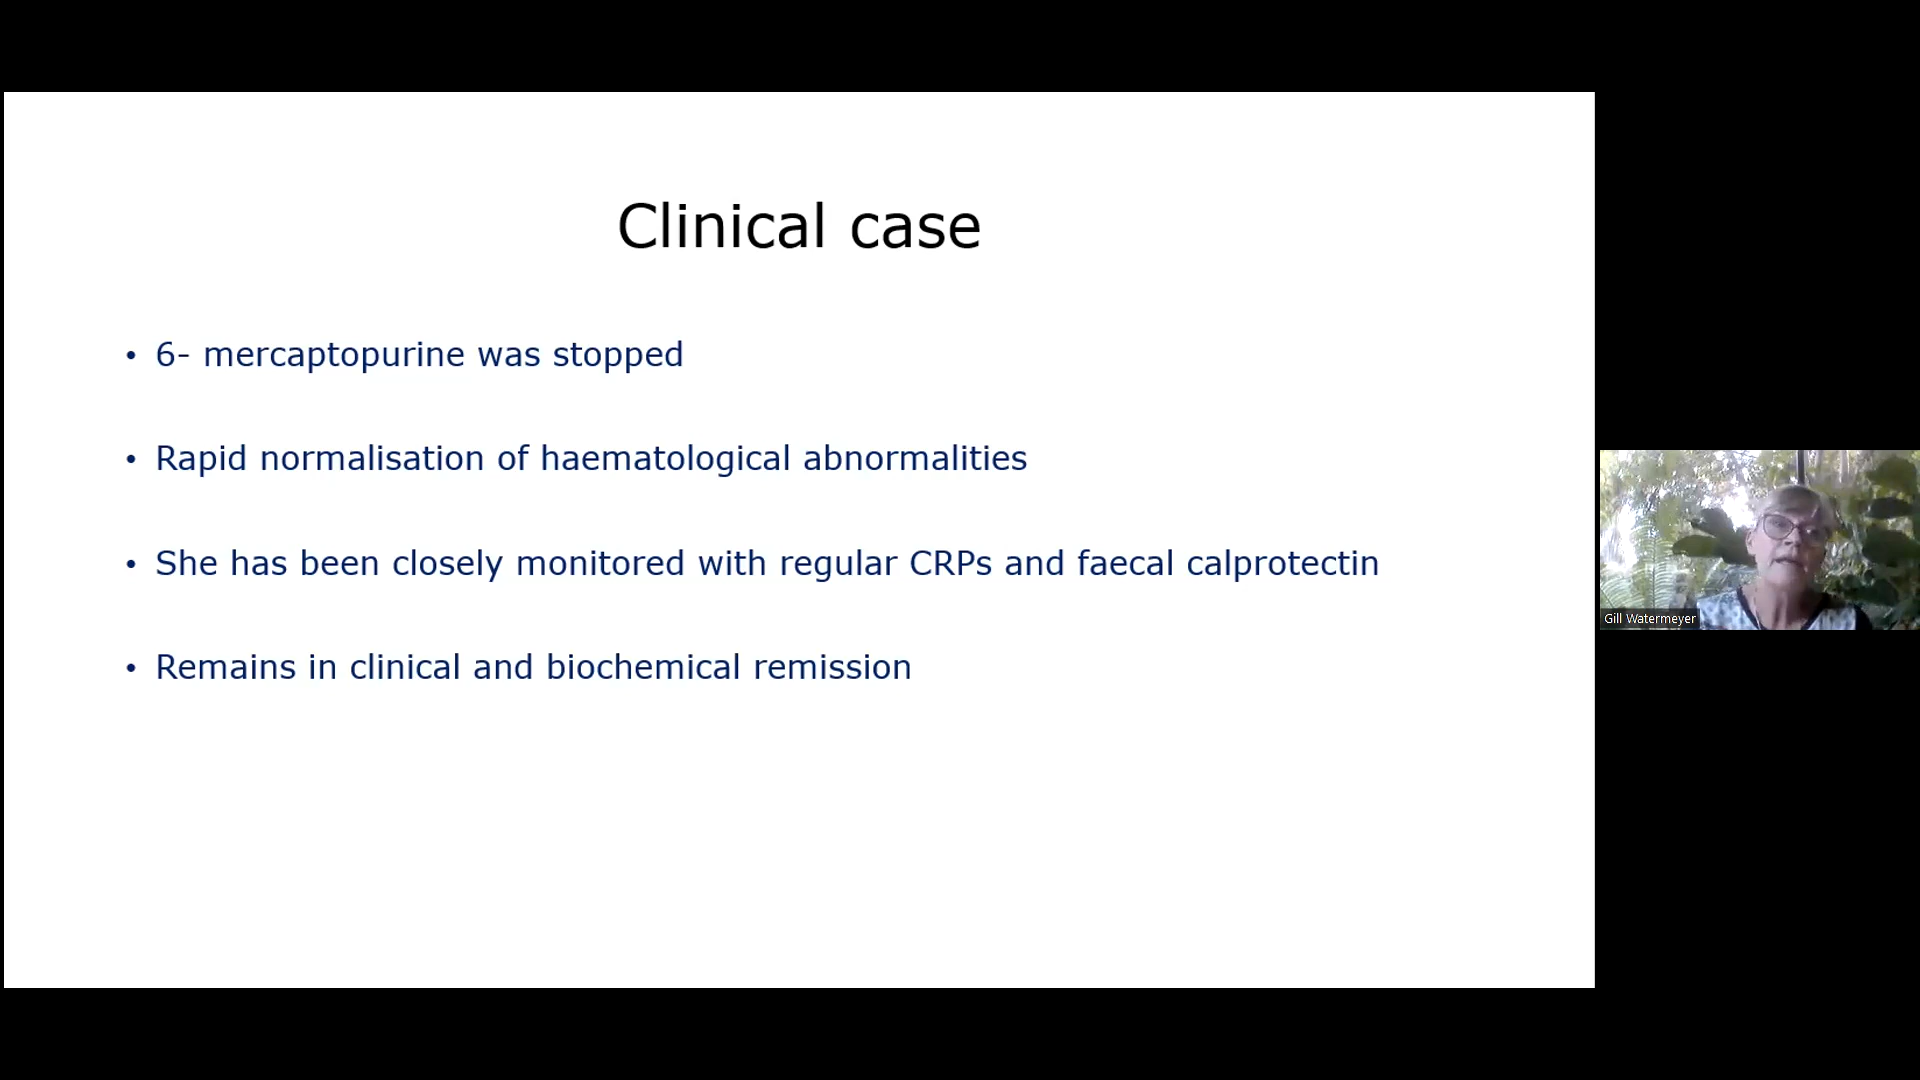 Clinical case
• 6- mercaptopurine was stopped
• Rapid normalisation of haematological abnormalities
• She has been closely monitored with regular CRPs and faecal calprotectin
• Remains in clinical and biochemical remission
Gill Watermeyer